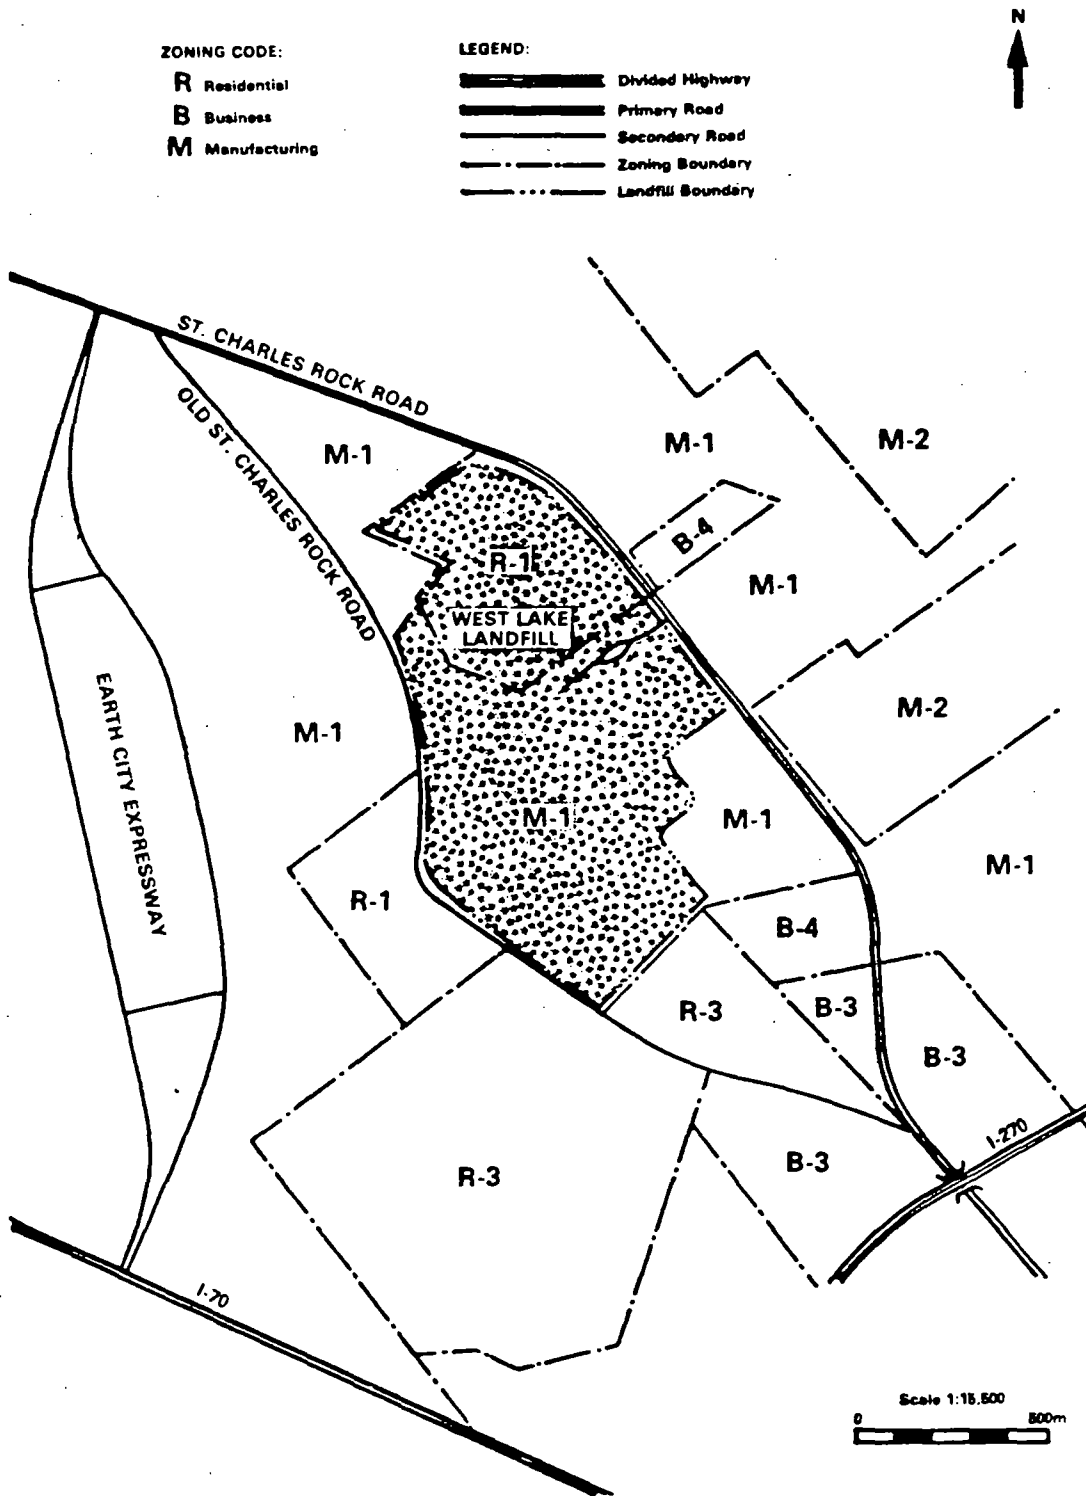 N
ZONING CODE:
R Residential
B Business
M Manufacturing
LEGEND:
Divided Highway
Primary Road
Secondary Road
Zoning Boundary
Landfill Boundary
ST. CHARLES ROCK ROAD
OLD ST. CHARLES ROCK ROAD
M-1
M-1
M-2
B-4
R-1
M-1
WEST LAKE
LANDFILL
EARTH CITY EXPRESSWAY
M-1
M-2
M-1
M-1
M-1
R-1
B-4
R-3
B-3
B-3
I-270
R-3
B-3
I-70
Scale 1:15,500
0
500m